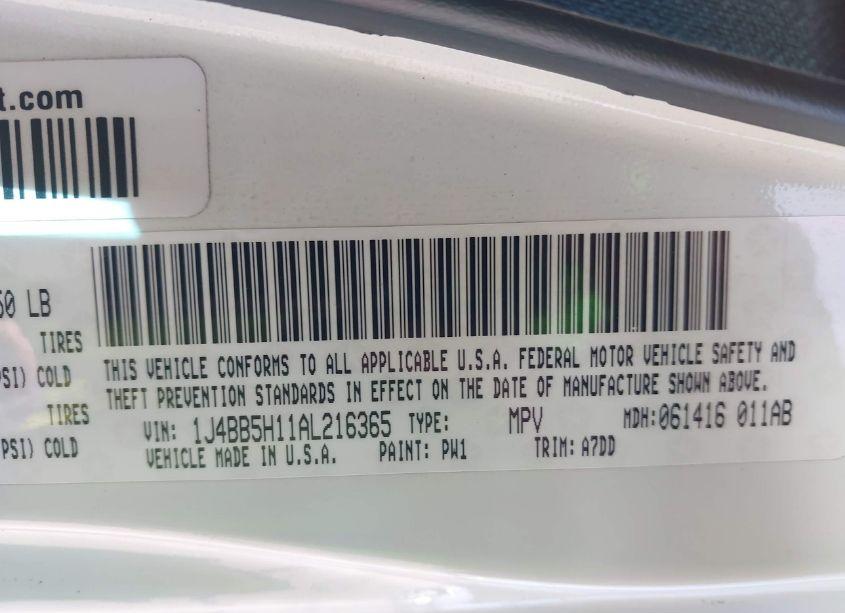 t.com
50 LB
TIRES
PSI) COLD
TIRES
PSI) COLD
THIS VEHICLE CONFORMS TO ALL APPLICABLE U.S.A. FEDERAL MOTOR VEHICLE SAFETY AND
THEFT PREVENTION STANDARDS IN EFFECT ON THE DATE OF MANUFACTURE SHOWN ABOVE.
VIN: 1J4BB5H11AL216365 TYPE: MPV MDH:061416 011AB
VEHICLE MADE IN U.S.A. PAINT: PW1 TRIM: A7DD